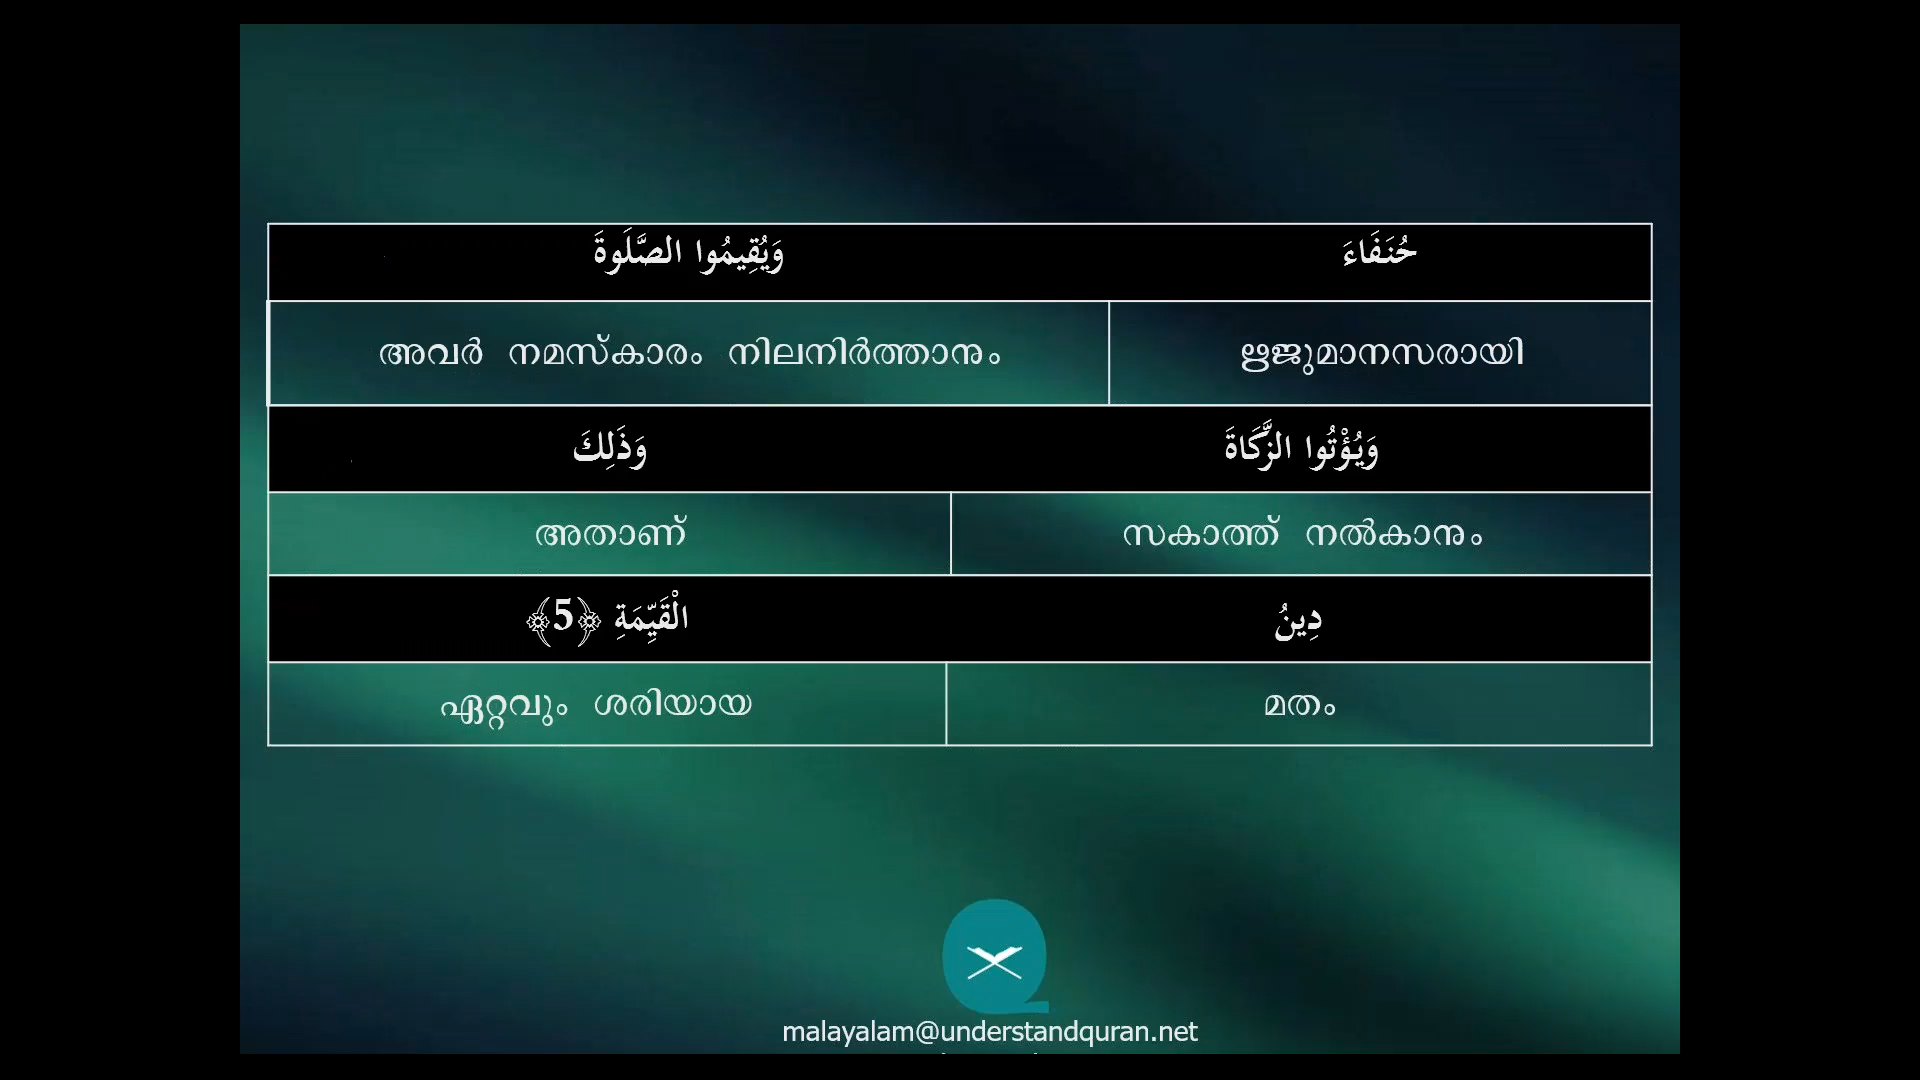 حُنَفَاءَ وَيُقِيمُوا الصَّلَوةَ
ഋജുമാനസരായി അവർ നമസ്കാരം നിലനിർത്താനും
وَيُؤْتُوا الزَّكَاةَ وَذَلِكَ
സകാത്ത് നൽകാനും അതാണ്
دِينُ الْقَيِّمَةِ ﴿5﴾
മതം ഏറ്റവും ശരിയായ
malayalam@understandquran.net